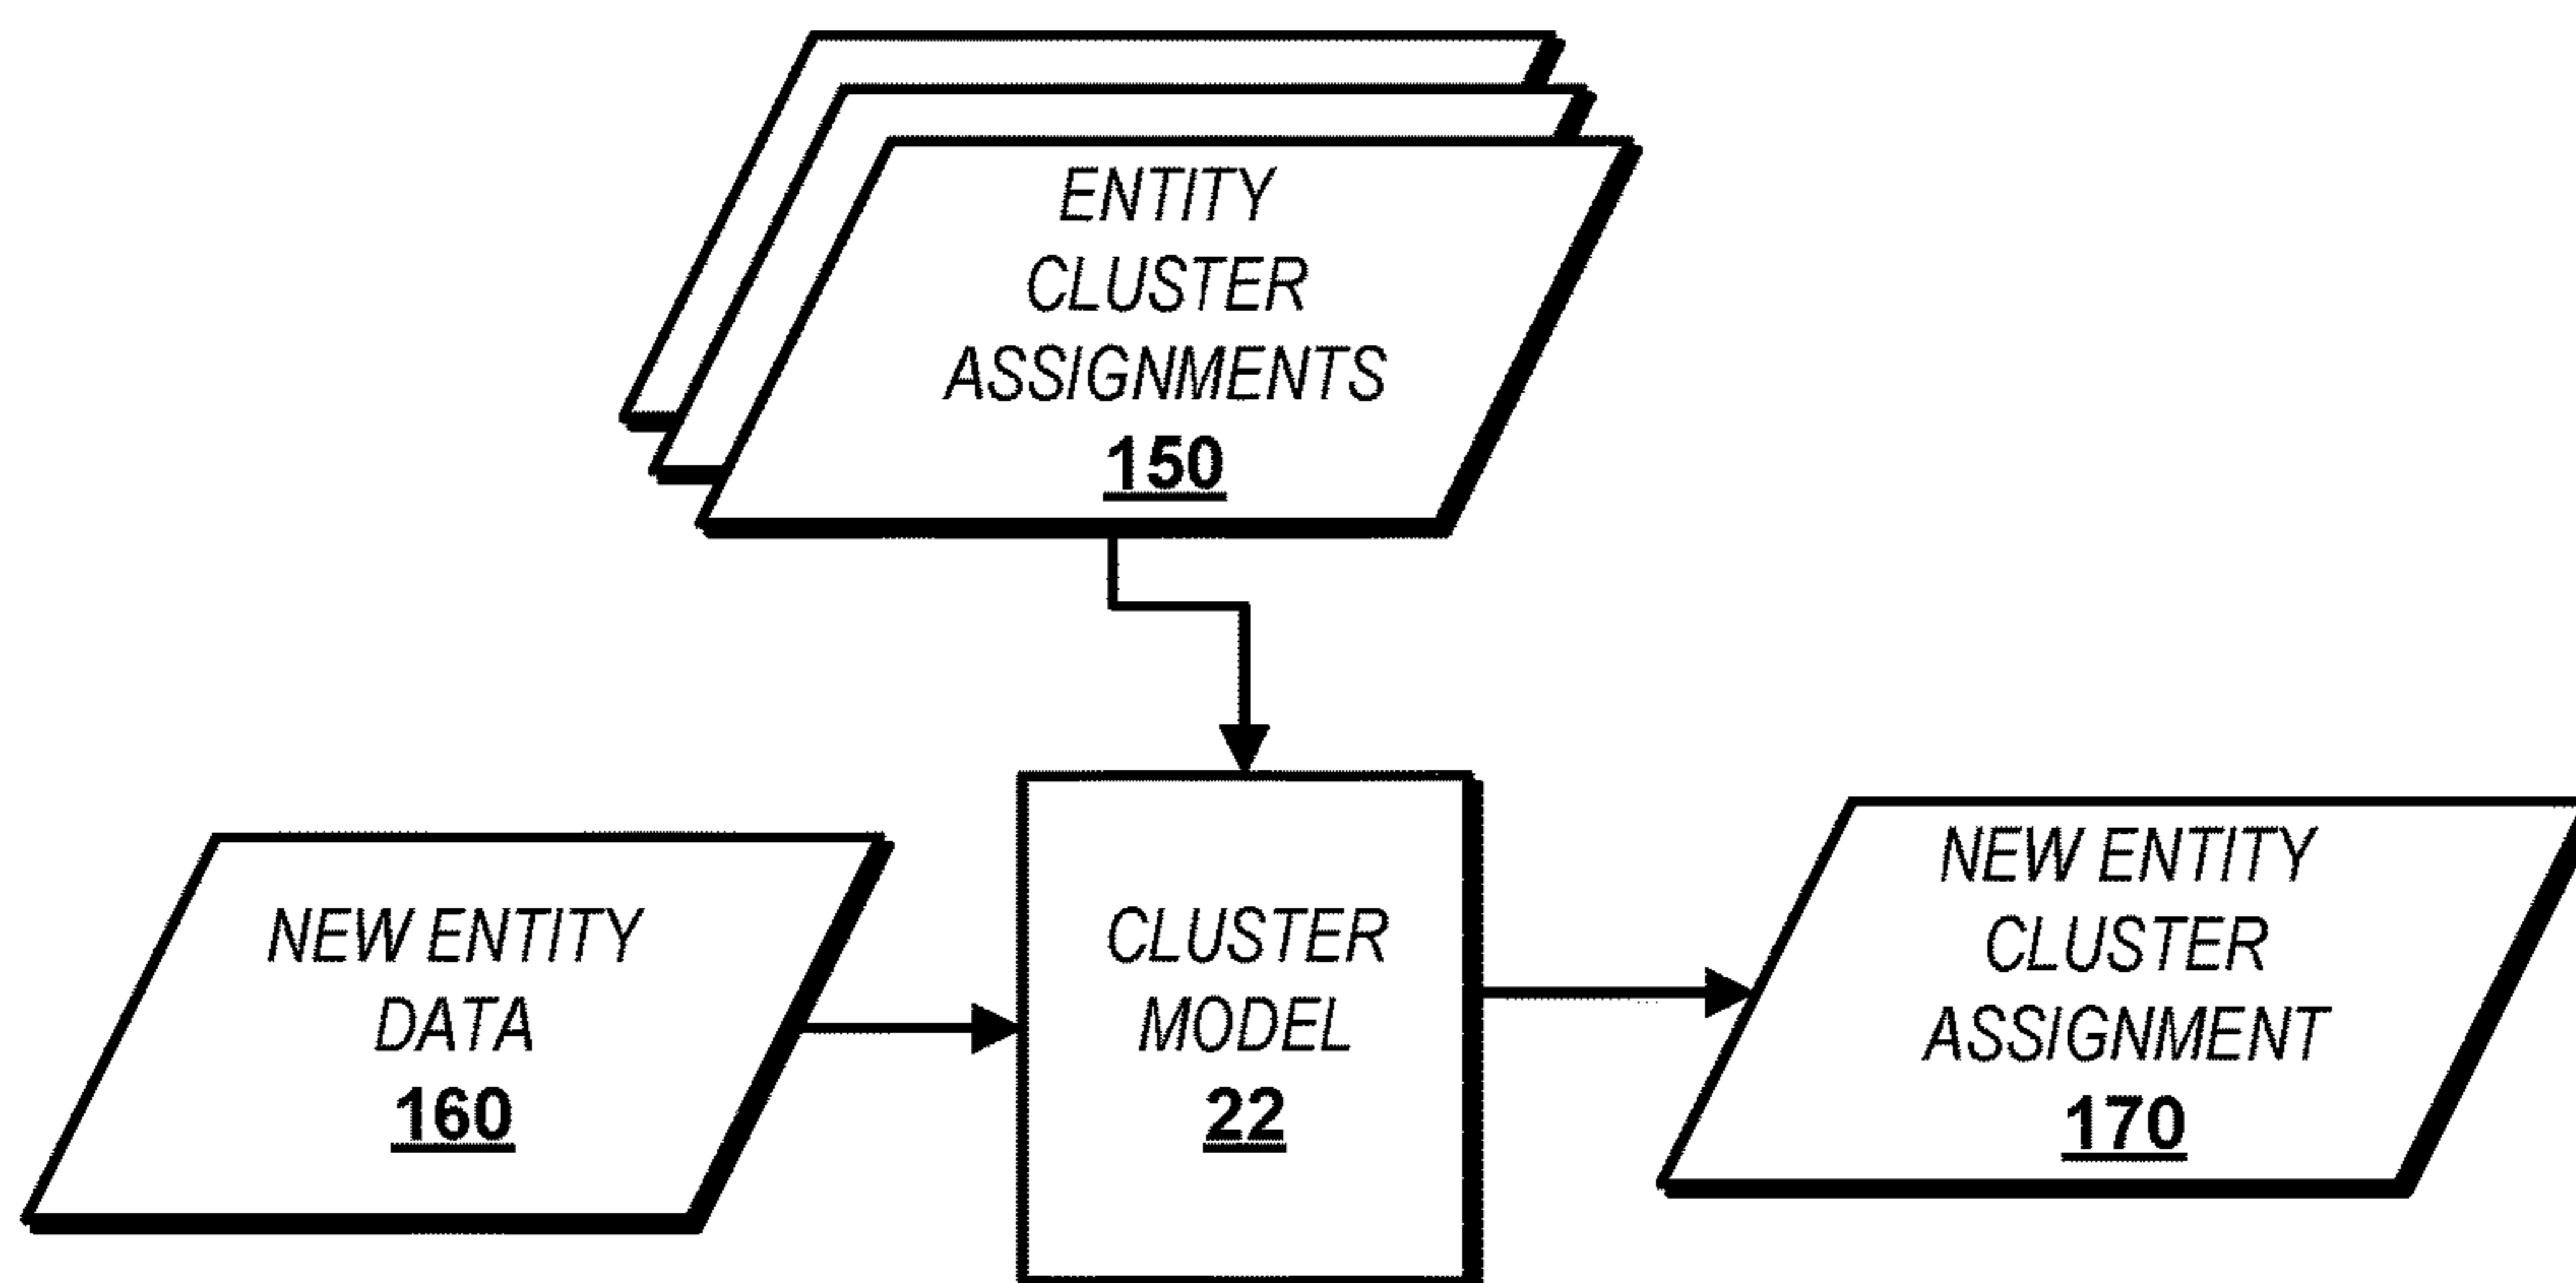 ENTITY
CLUSTER
ASSIGNMENTS
150
NEW ENTITY
DATA
160
CLUSTER
MODEL
22
NEW ENTITY
CLUSTER
ASSIGNMENT
170